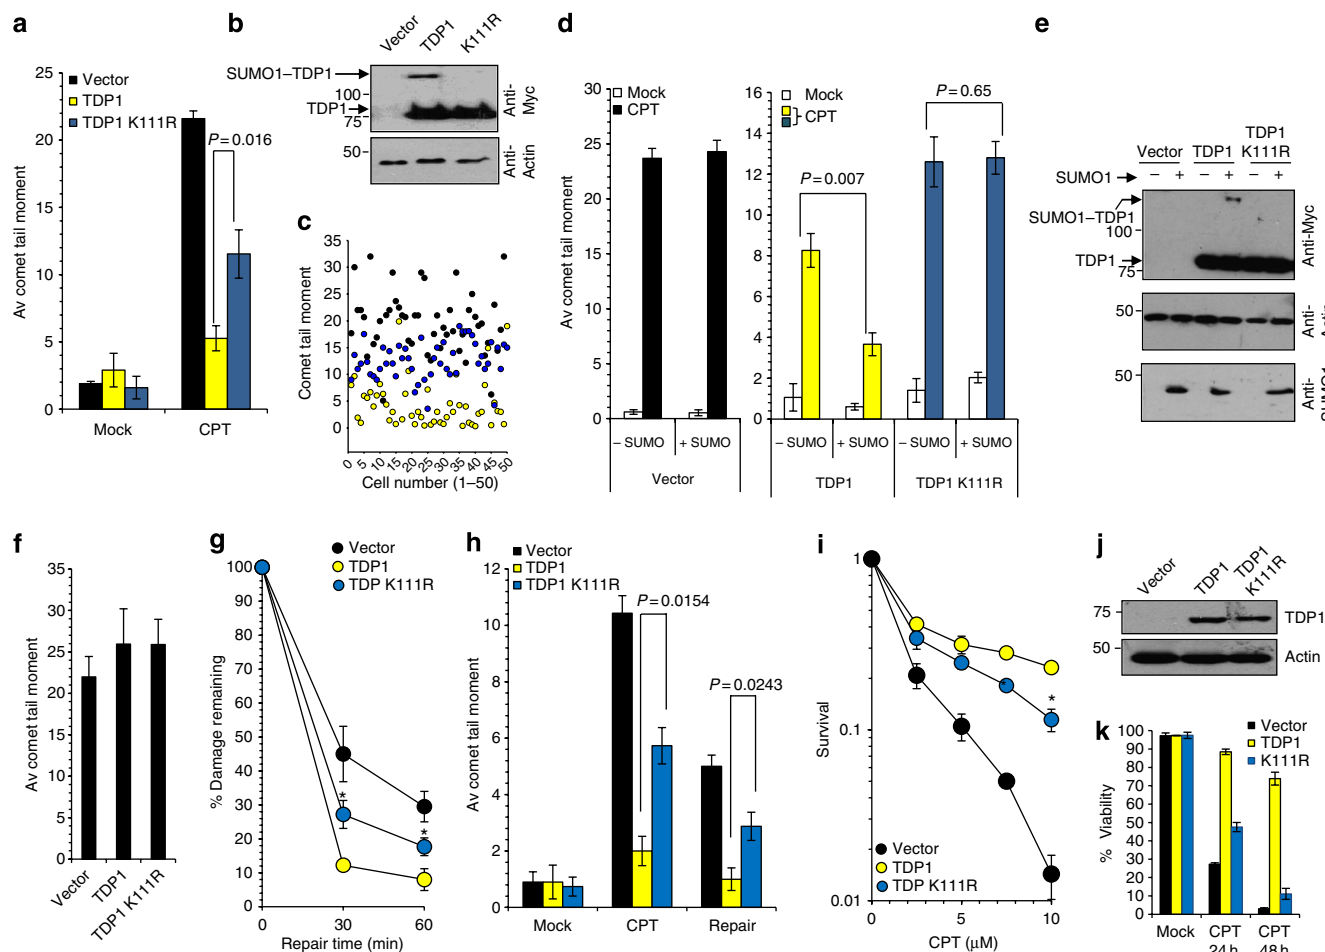 a
Av comet tail moment
25
20
15
10
5
0
Vector
TDP1
TDP1 K111R
P = 0.016
Mock
CPT
b
Vector
TDP1
K111R
SUMO1–TDP1
100
TDP1
75
Anti-
Myc
50
Anti-
Actin
c
Comet tail moment
35
30
25
20
15
10
5
0
0 5 10 15 20 25 30 35 40 45 50
Cell number (1–50)
d
Av comet tail moment
30
25
20
15
10
5
0
Mock
CPT
– SUMO
+ SUMO
Vector
16
14
12
10
8
6
4
2
0
Mock
CPT
P = 0.65
P = 0.007
– SUMO
+ SUMO
– SUMO
+ SUMO
TDP1
TDP1 K111R
e
Vector
TDP1
TDP1
K111R
SUMO1
– + – + – +
SUMO1–TDP1
100
TDP1
75
Anti-Myc
50
Anti-
Actin
50
Anti-
SUMO1
f
Av comet tail moment
35
30
25
20
15
10
5
0
Vector
TDP1
TDP1 K111R
g
% Damage remaining
100
90
80
70
60
50
40
30
20
10
0
Vector
TDP1
TDP K111R
*
*
0 30 60
Repair time (min)
h
Av comet tail moment
12
10
8
6
4
2
0
Vector
TDP1
TDP1 K111R
P = 0.0154
P = 0.0243
Mock
CPT
Repair
i
Survival
1
0.1
0.01
*
Vector
TDP1
TDP K111R
0 5 10
CPT (μM)
j
Vector
TDP1
TDP1
K111R
75
TDP1
50
Actin
k
% Viability
100
90
80
70
60
50
40
30
20
10
0
Vector
TDP1
K111R
Mock
CPT
24 h
CPT
48 h